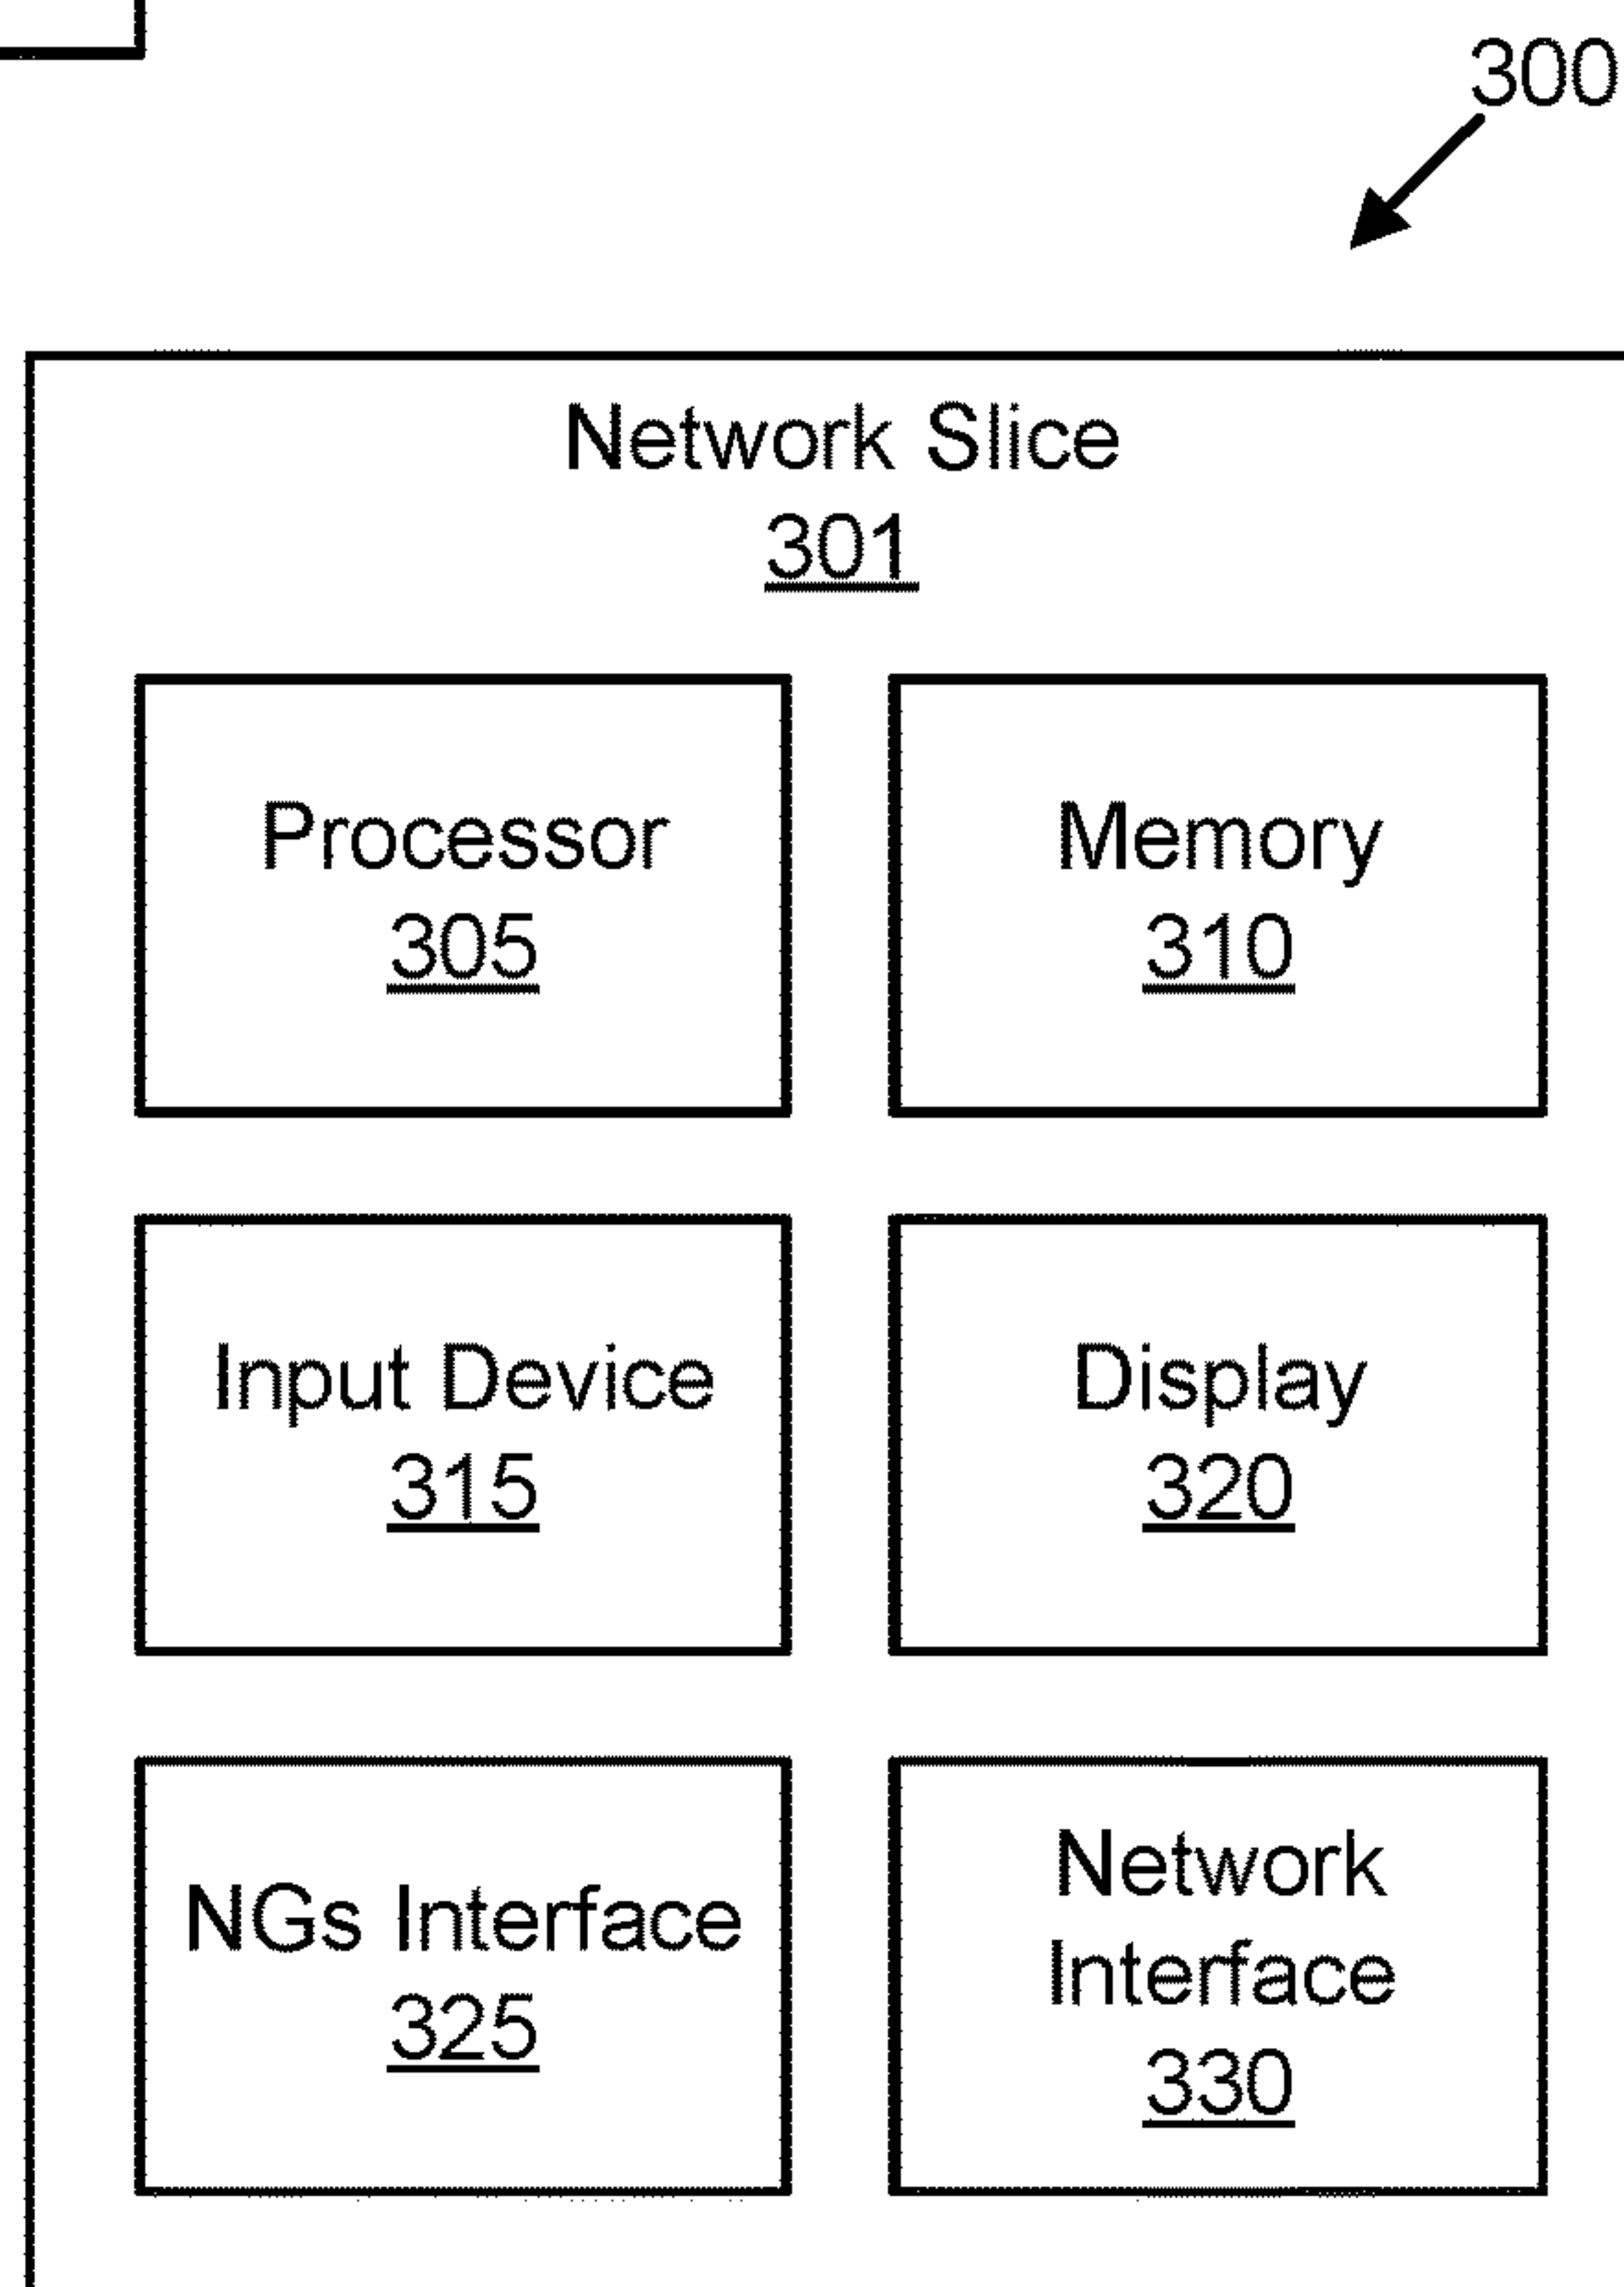 300
Network Slice
301
Processor
305
Memory
310
Input Device
315
Display
320
NGs Interface
325
Network
Interface
330